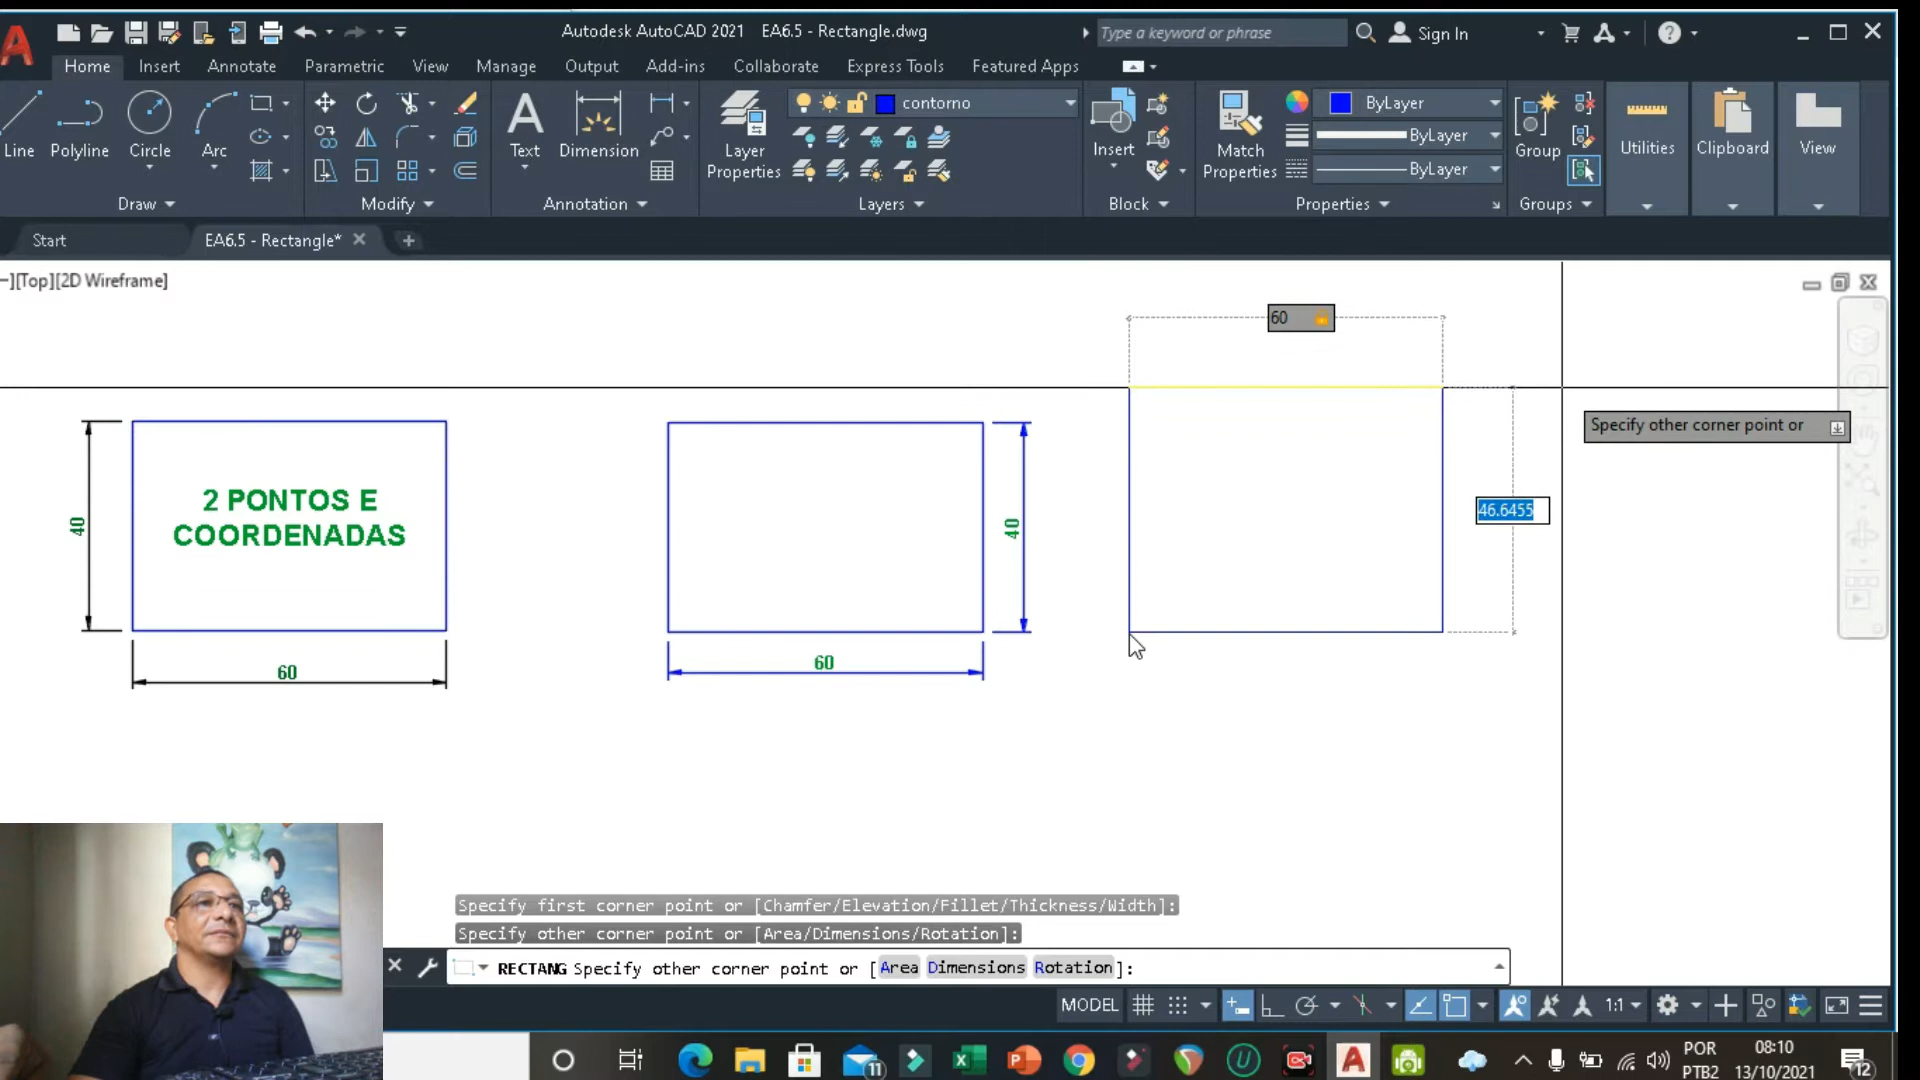 Autodesk AutoCAD 2021 EA6.5 - Rectangle.dwg
Type a keyword or phrase
Sign In
Home Insert Annotate Parametric View Manage Output Add-ins Collaborate Express Tools Featured Apps
contorno
ByLayer
ByLayer
ByLayer
Line Polyline Circle Arc
Text Dimension
Layer Properties
Insert
Match Properties
Group
Utilities
Clipboard
View
Draw Modify Annotation Layers Block Properties Groups
Start
EA6.5 - Rectangle*
][Top][2D Wireframe]
60
Specify other corner point or
46.6455
2 PONTOS E
COORDENADAS
40
60
40
60
Specify first corner point or [Chamfer/Elevation/Fillet/Thickness/Width]:
Specify other corner point or [Area/Dimensions/Rotation]:
RECTANG Specify other corner point or [Area Dimensions Rotation]:
MODEL
1:1
11
POR
PTB2
08:10
13/10/2021
12